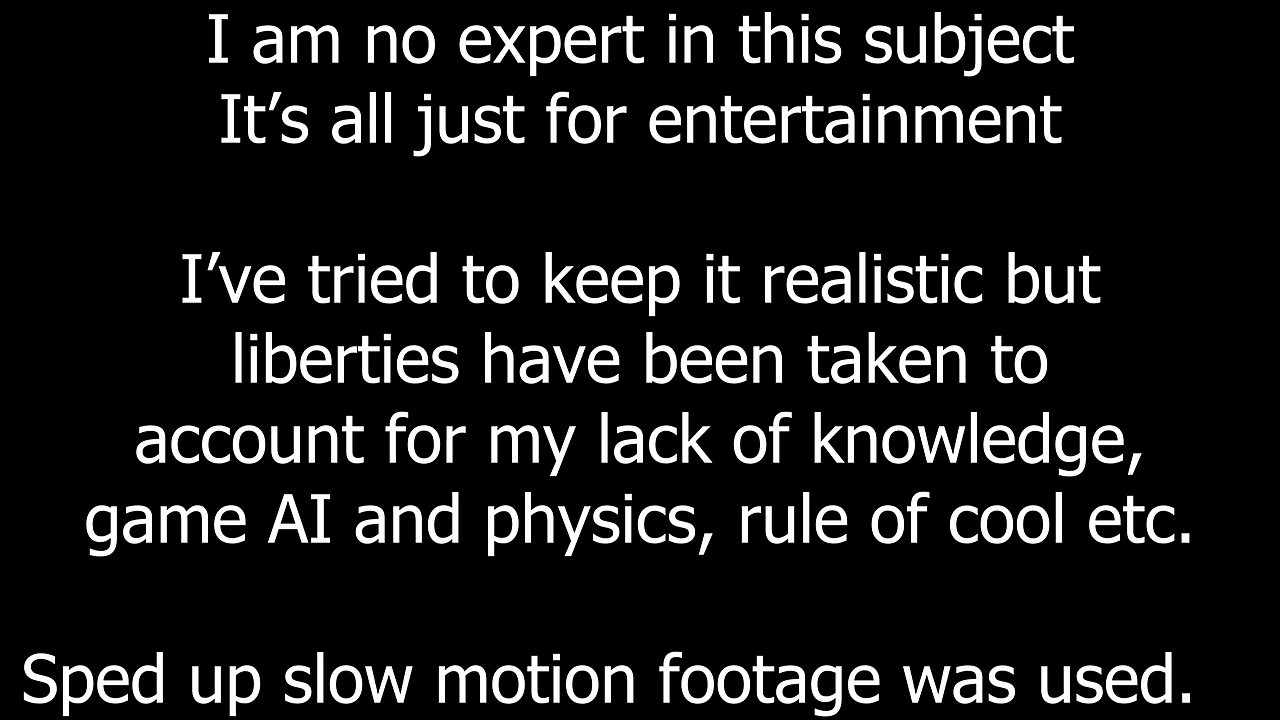 I am no expert in this subject
It’s all just for entertainment
I’ve tried to keep it realistic but
liberties have been taken to
account for my lack of knowledge,
game AI and physics, rule of cool etc.
Sped up slow motion footage was used.